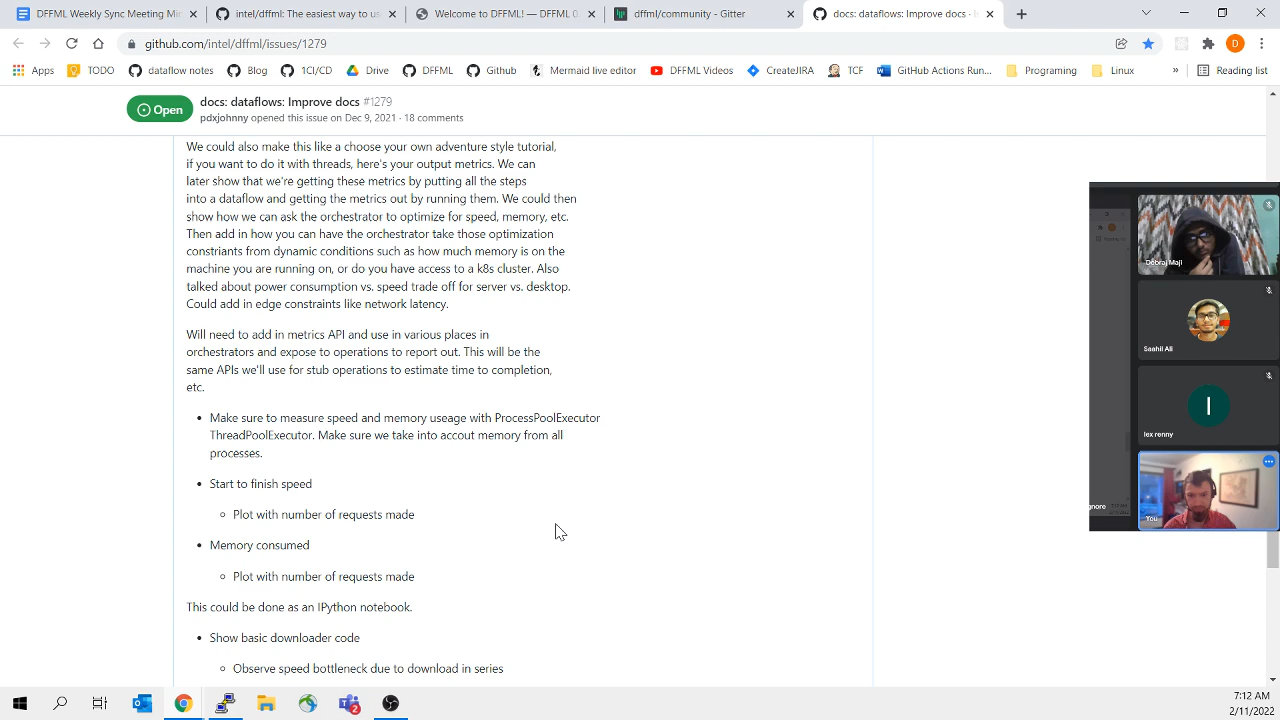 DFFML Weekly Sync Meeting Min
intel/dffml: The easiest way to us
Welcome to DFFML! — DFFML 0.
dffml/community - Gitter
docs: dataflows: Improve docs · I
github.com/intel/dffml/issues/1279
D
Apps
TODO
dataflow notes
Blog
1CI/CD
Drive
DFFML
Github
Mermaid live editor
DFFML Videos
CreateJIRA
TCF
GitHub Actions Run...
Programing
Linux
»
Reading list
Open
docs: dataflows: Improve docs #1279
pdxjohnny opened this issue on Dec 9, 2021 · 18 comments
We could also make this like a choose your own adventure style tutorial,
if you want to do it with threads, here's your output metrics. We can
later show that we're getting these metrics by putting all the steps
into a dataflow and getting the metrics out by running them. We could then
show how we can ask the orchestrator to optimize for speed, memory, etc.
Then add in how you can have the orchestrator take those optimization
constriants from dynamic conditions such as how much memory is on the
machine you are running on, or do you have access to a k8s cluster. Also
talked about power consumption vs. speed trade off for server vs. desktop.
Could add in edge constraints like network latency.
Will need to add in metrics API and use in various places in
orchestrators and expose to operations to report out. This will be the
same APIs we'll use for stub operations to estimate time to completion,
etc.
• Make sure to measure speed and memory useage with ProcessPoolExecutor
ThreadPoolExecutor. Make sure we take into accout memory from all
processes.
• Start to finish speed
○ Plot with number of requests made
• Memory consumed
○ Plot with number of requests made
This could be done as an IPython notebook.
• Show basic downloader code
○ Observe speed bottleneck due to download in series
Debraj Maji
Saahil Ali
I
lex renny
gnore
You
2
7:12 AM
2/11/2022